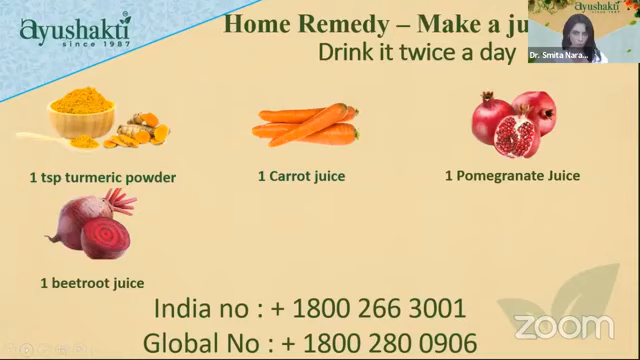 ayushakti
since 1987
Home Remedy – Make a ju
Drink it twice a day
ayushakti
Dr. Smita Nara...
1 tsp turmeric powder
1 Carrot juice
1 Pomegranate Juice
1 beetroot juice
India no : + 1800 266 3001
Global No : + 1800 280 0906
zoom